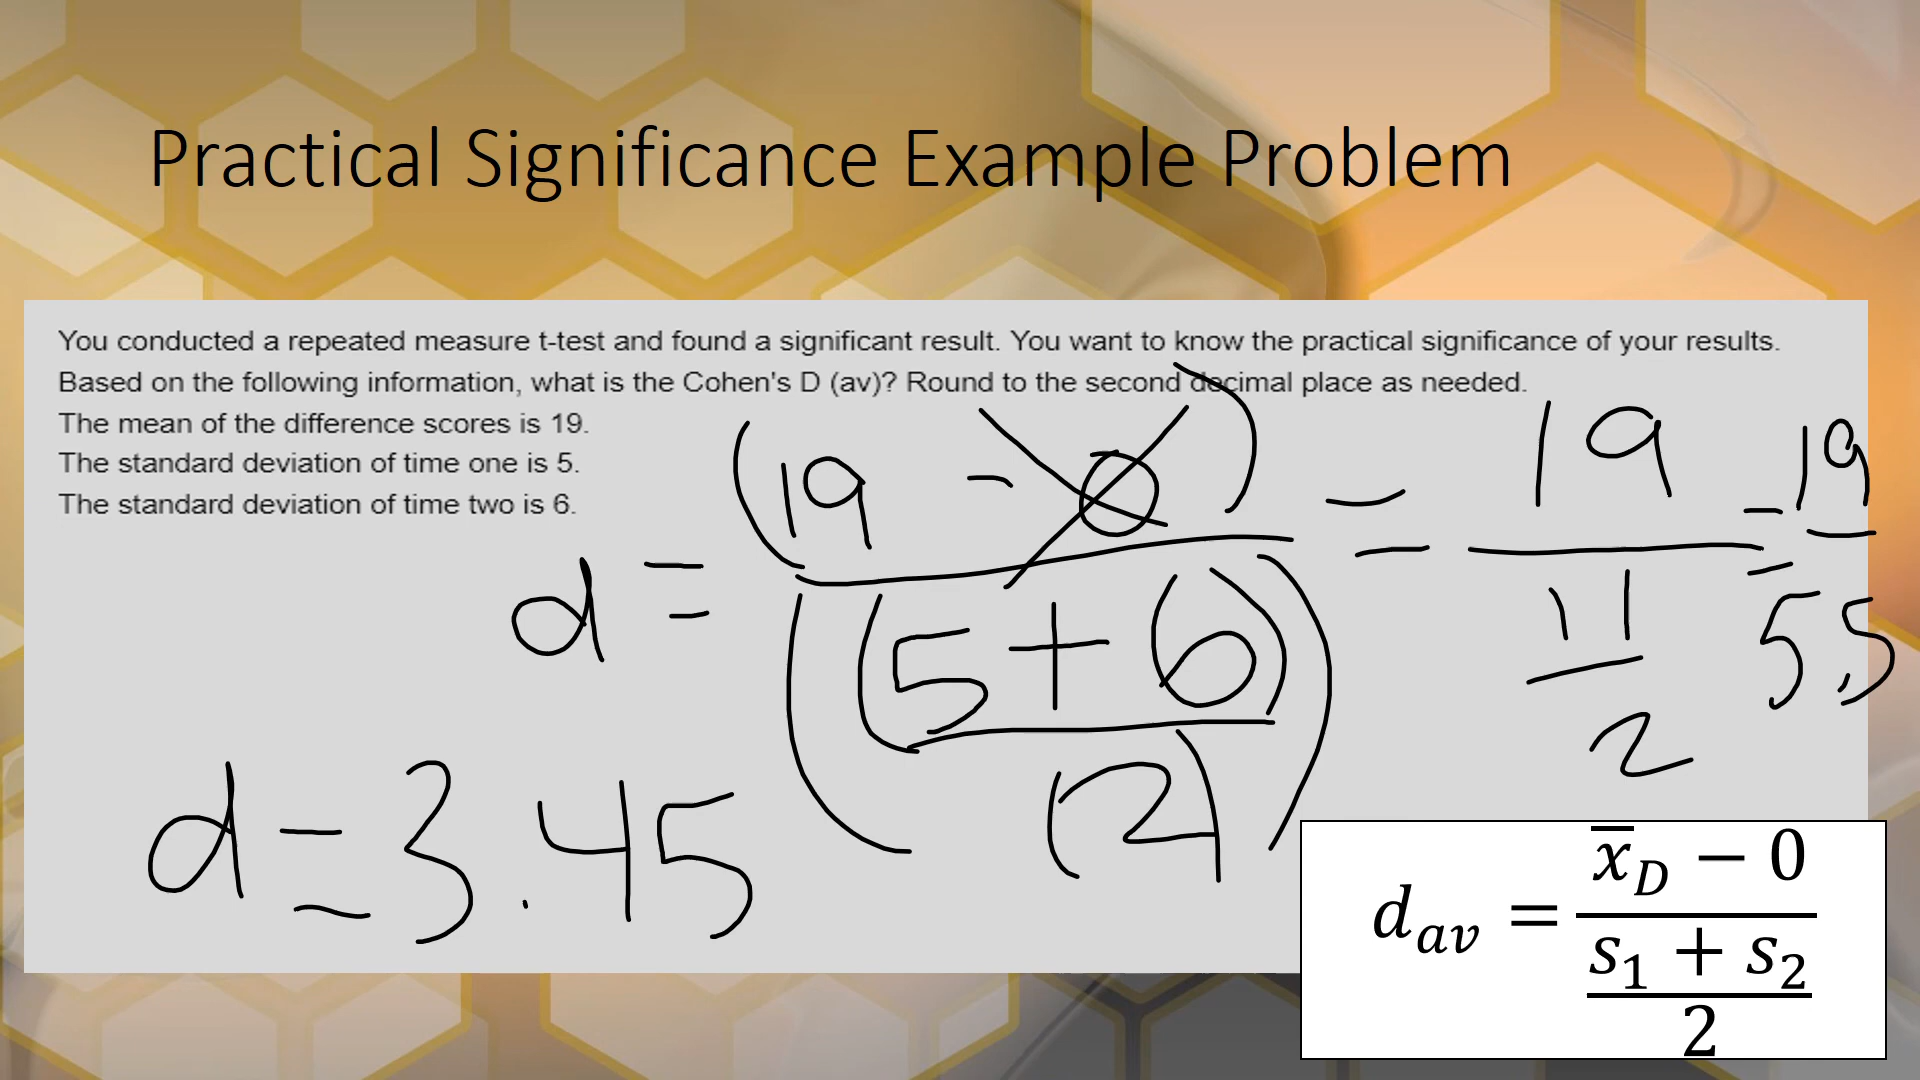 Practical Significance Example Problem
You conducted a repeated measure t-test and found a significant result. You want to know the practical significance of your results.
Based on the following information, what is the Cohen's D (av)? Round to the second decimal place as needed.
The mean of the difference scores is 19.
The standard deviation of time one is 5.
The standard deviation of time two is 6.
d = (19 - 0) / ((5 + (6)) / (2)) = 19 / (11 / 2) = 19 / 5.5
d = 3.45
d_av = (x̅_D − 0) / ((s_1 + s_2) / 2)